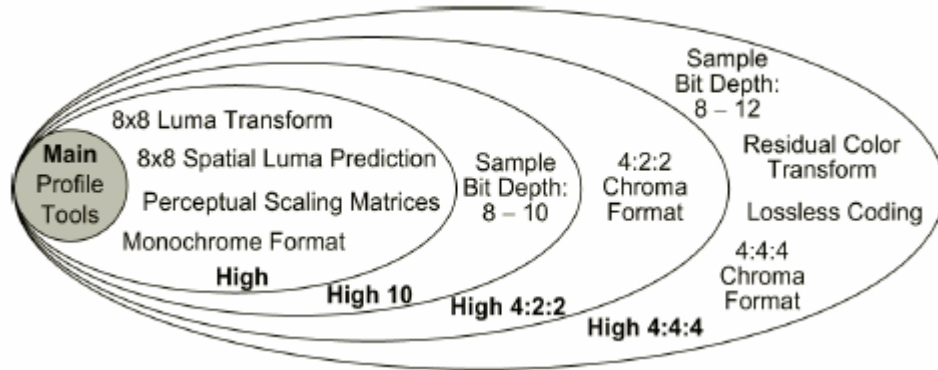 Main
Profile
Tools
8x8 Luma Transform
8x8 Spatial Luma Prediction
Perceptual Scaling Matrices
Monochrome Format
High
Sample
Bit Depth:
8 – 10
High 10
4:2:2
Chroma
Format
High 4:2:2
Sample
Bit Depth:
8 – 12
Residual Color
Transform
Lossless Coding
4:4:4
Chroma
Format
High 4:4:4